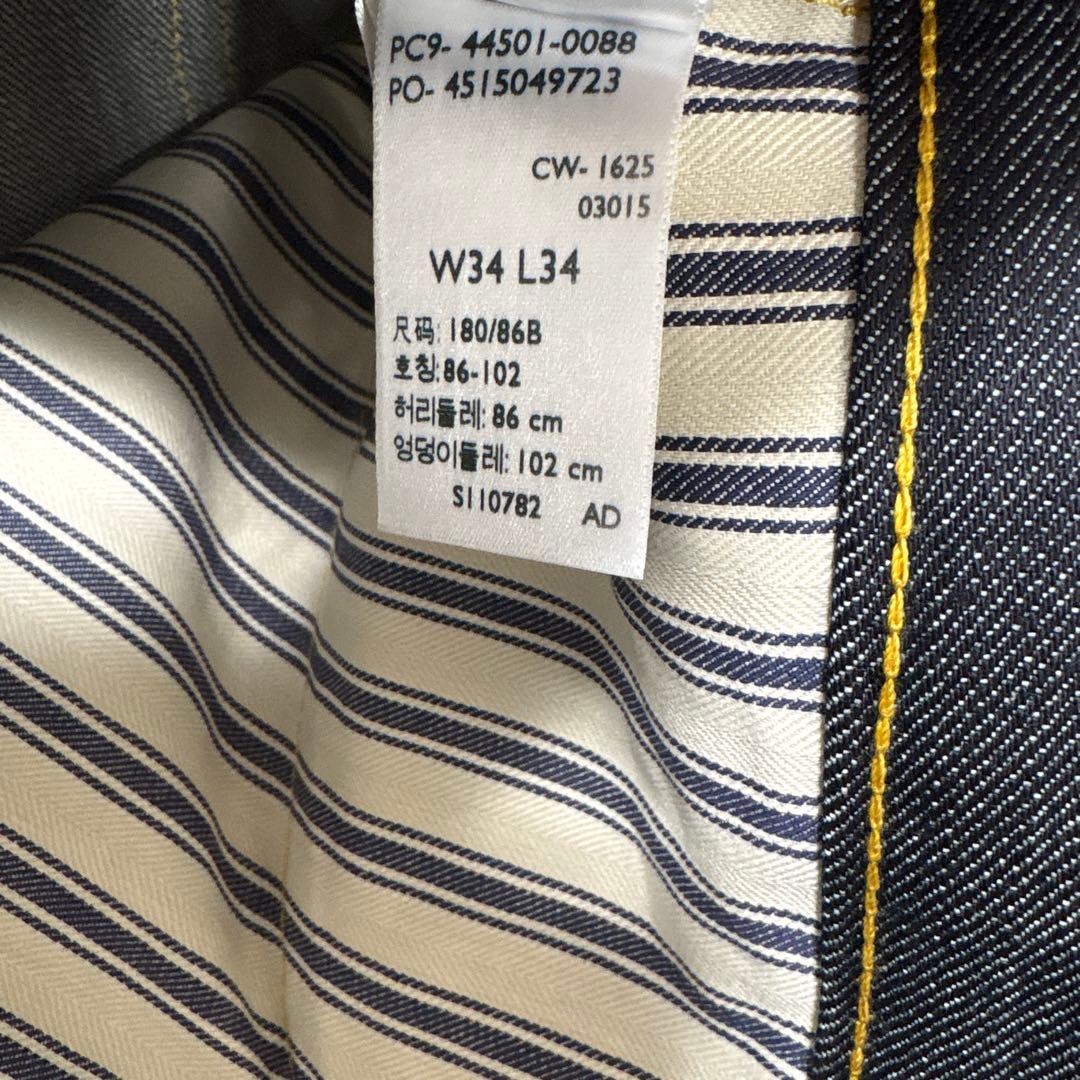 PC9- 44501-0088
PO- 4515049723
CW- 1625
03015
W34 L34
尺码: 180/86B
호칭:86-102
허리둘레: 86 cm
엉덩이둘레: 102 cm
S110782 AD